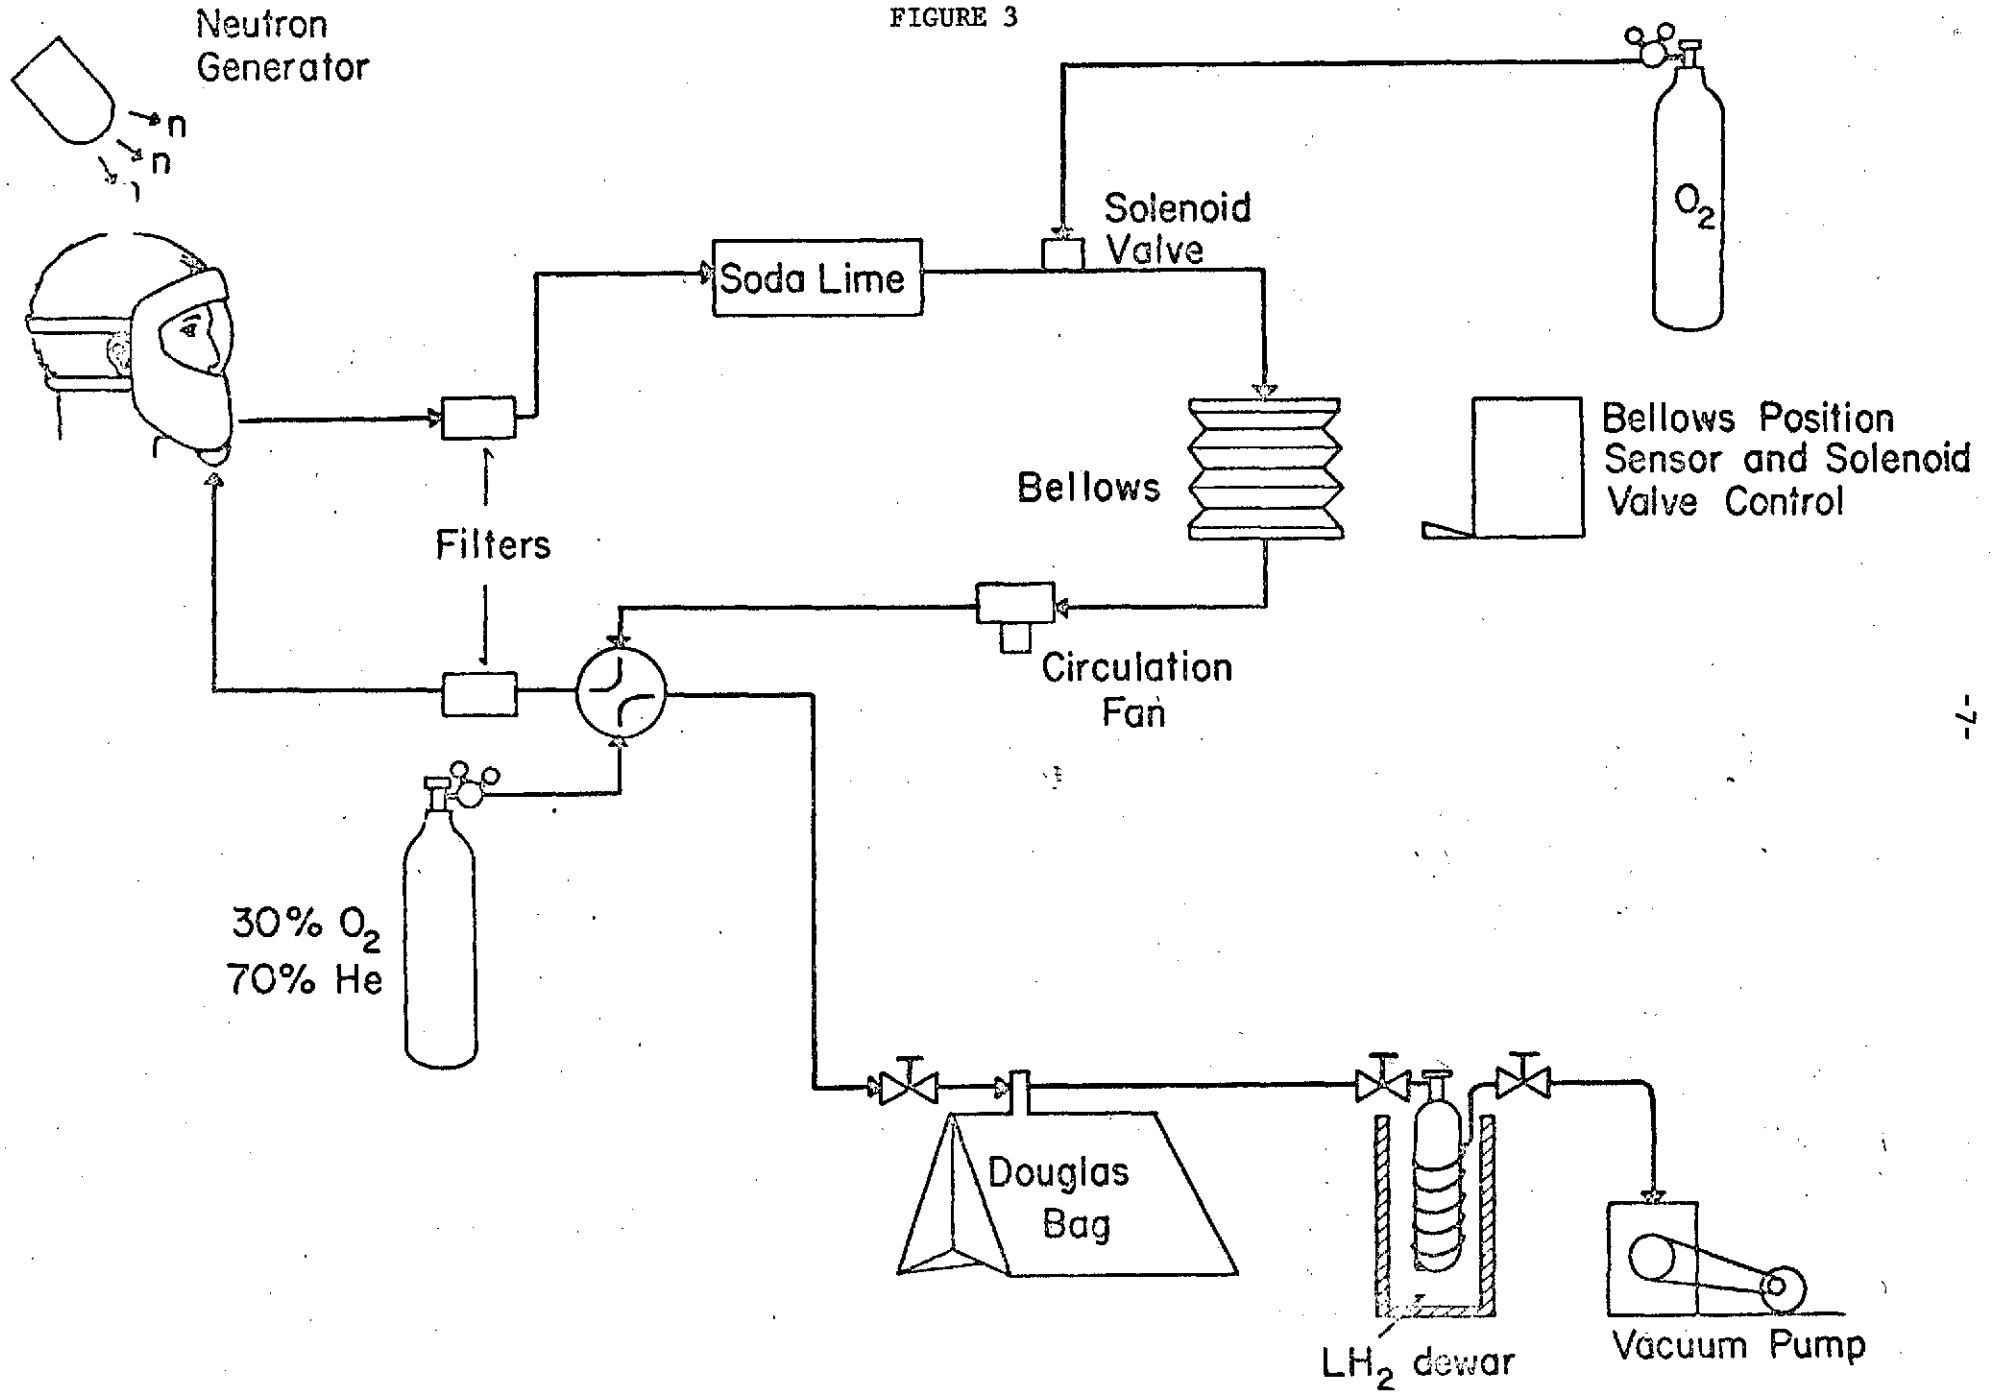 FIGURE 3
Neutron
Generator
n
n
O2
Solenoid
Valve
Soda Lime
Bellows Position
Sensor and Solenoid
Valve Control
Bellows
Filters
Circulation
Fan
-7-
30% O2
70% He
Douglas
Bag
LH2 dewar
Vacuum Pump